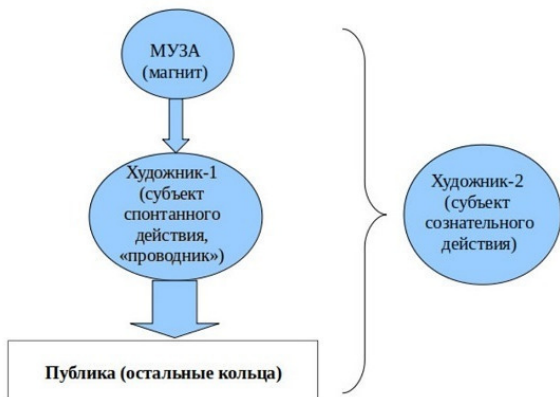 МУЗА
(магнит)
Художник-1
(субъект
спонтанного
действия,
«проводник»)
Публика (остальные кольца)
Художник-2
(субъект
сознательного
действия)